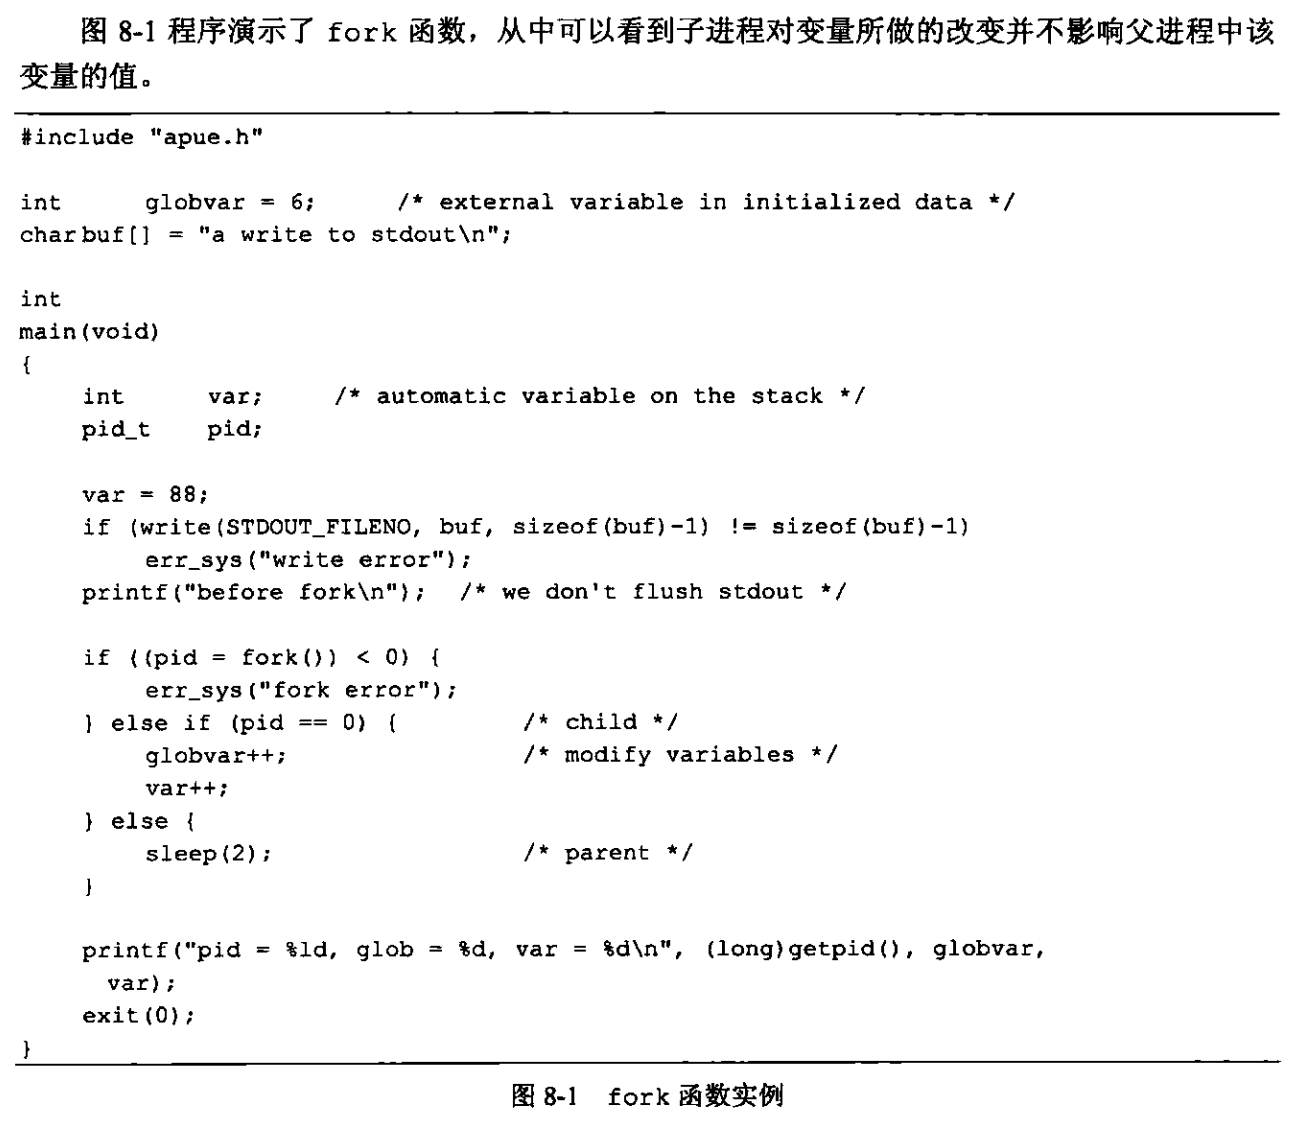 图 8-1 程序演示了 fork 函数，从中可以看到子进程对变量所做的改变并不影响父进程中该
变量的值。
#include "apue.h"
int globvar = 6; /* external variable in initialized data */
char buf[] = "a write to stdout\n";
int
main(void)
{
int var; /* automatic variable on the stack */
pid_t pid;
var = 88;
if (write(STDOUT_FILENO, buf, sizeof(buf)-1) != sizeof(buf)-1)
err_sys("write error");
printf("before fork\n"); /* we don't flush stdout */
if ((pid = fork()) < 0) {
err_sys("fork error");
} else if (pid == 0) { /* child */
globvar++; /* modify variables */
var++;
} else {
sleep(2); /* parent */
}
printf("pid = %ld, glob = %d, var = %d\n", (long)getpid(), globvar,
var);
exit(0);
}
图 8-1 fork 函数实例